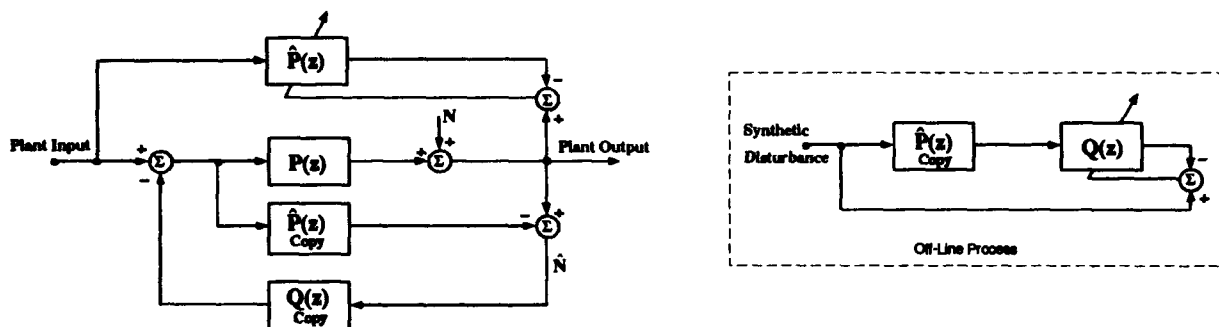 P̂(z)
−
Σ
+
N
Plant Input
+
Σ
−
P(z)
+
+
Σ
Plant Output
P̂(z)
Copy
−
+
Σ
N̂
Q(z)
Copy
Synthetic
Disturbance
P̂(z)
Copy
Q(z)
−
Σ
+
Off-Line Process